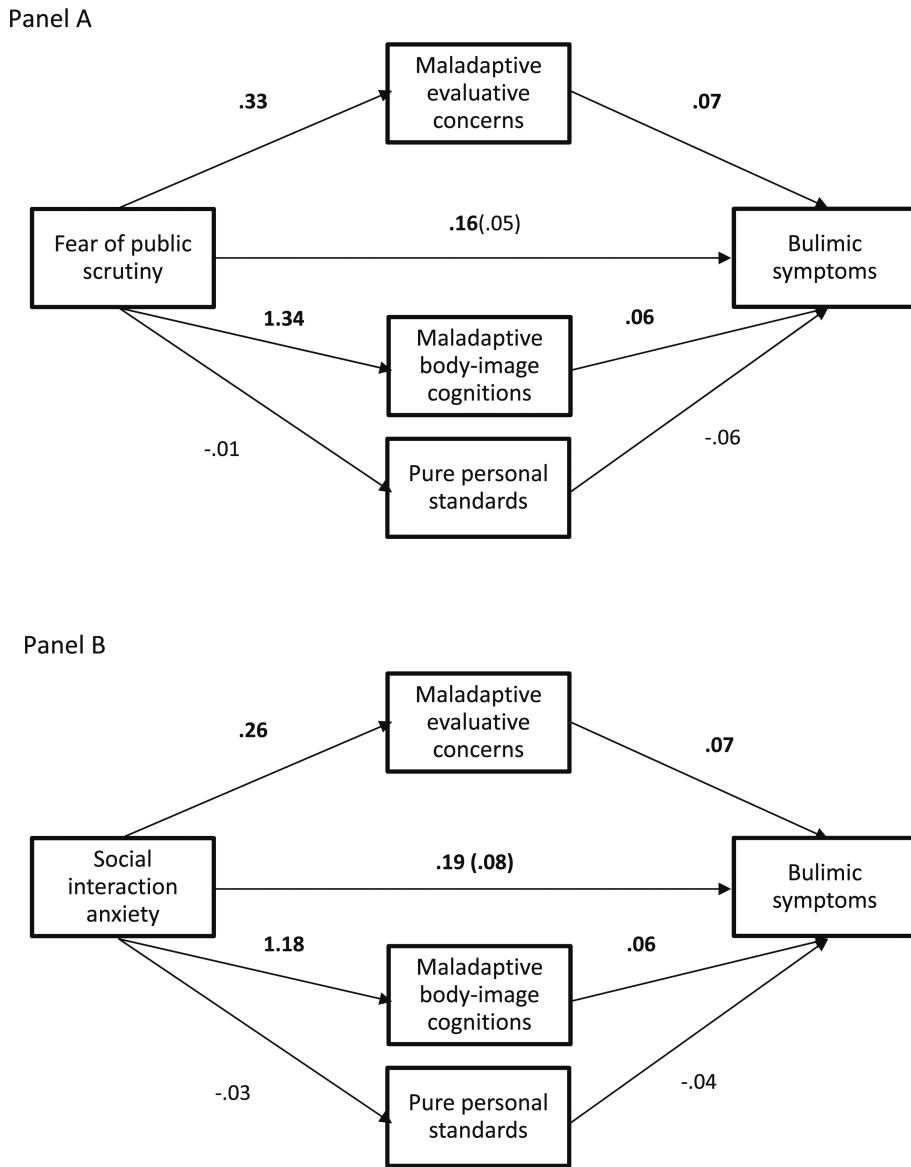 Panel A
Maladaptive
evaluative
concerns
.33
.07
Fear of public
scrutiny
.16(.05)
Bulimic
symptoms
1.34
Maladaptive
body-image
cognitions
.06
-.01
Pure personal
standards
-.06
Panel B
Maladaptive
evaluative
concerns
.26
.07
Social
interaction
anxiety
.19 (.08)
Bulimic
symptoms
1.18
Maladaptive
body-image
cognitions
.06
-.03
Pure personal
standards
-.04